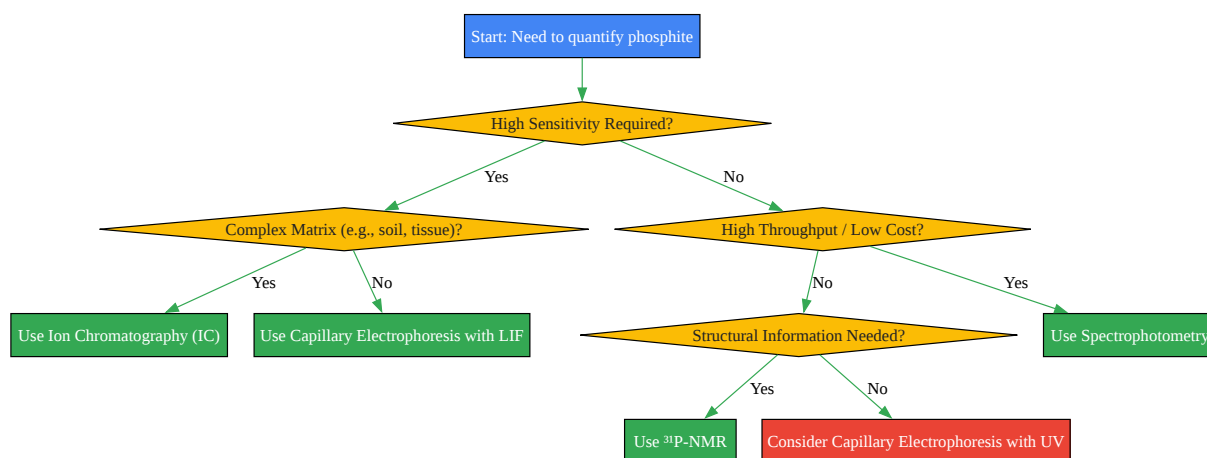 Start: Need to quantify phosphite
High Sensitivity Required?
Yes
No
Complex Matrix (e.g., soil, tissue)?
High Throughput / Low Cost?
Yes
No
No
Yes
Use Ion Chromatography (IC)
Use Capillary Electrophoresis with LIF
Structural Information Needed?
Use Spectrophotometry
Yes
No
Use ³¹P-NMR
Consider Capillary Electrophoresis with UV